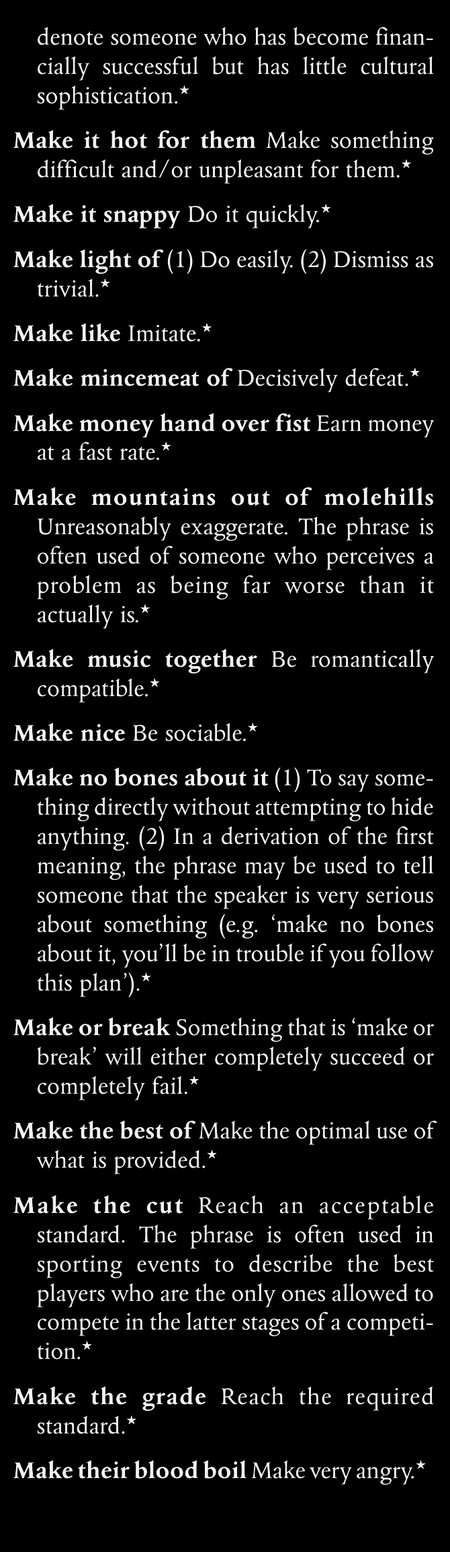 denote someone who has become finan-
cially successful but has little cultural
sophistication.★
Make it hot for them Make something
difficult and/or unpleasant for them.★
Make it snappy Do it quickly.★
Make light of (1) Do easily. (2) Dismiss as
trivial.★
Make like Imitate.★
Make mincemeat of Decisively defeat.★
Make money hand over fist Earn money
at a fast rate.★
Make mountains out of molehills
Unreasonably exaggerate. The phrase is
often used of someone who perceives a
problem as being far worse than it
actually is.★
Make music together Be romantically
compatible.★
Make nice Be sociable.★
Make no bones about it (1) To say some-
thing directly without attempting to hide
anything. (2) In a derivation of the first
meaning, the phrase may be used to tell
someone that the speaker is very serious
about something (e.g. ‘make no bones
about it, you’ll be in trouble if you follow
this plan’).★
Make or break Something that is ‘make or
break’ will either completely succeed or
completely fail.★
Make the best of Make the optimal use of
what is provided.★
Make the cut Reach an acceptable
standard. The phrase is often used in
sporting events to describe the best
players who are the only ones allowed to
compete in the latter stages of a competi-
tion.★
Make the grade Reach the required
standard.★
Make their blood boil Make very angry.★